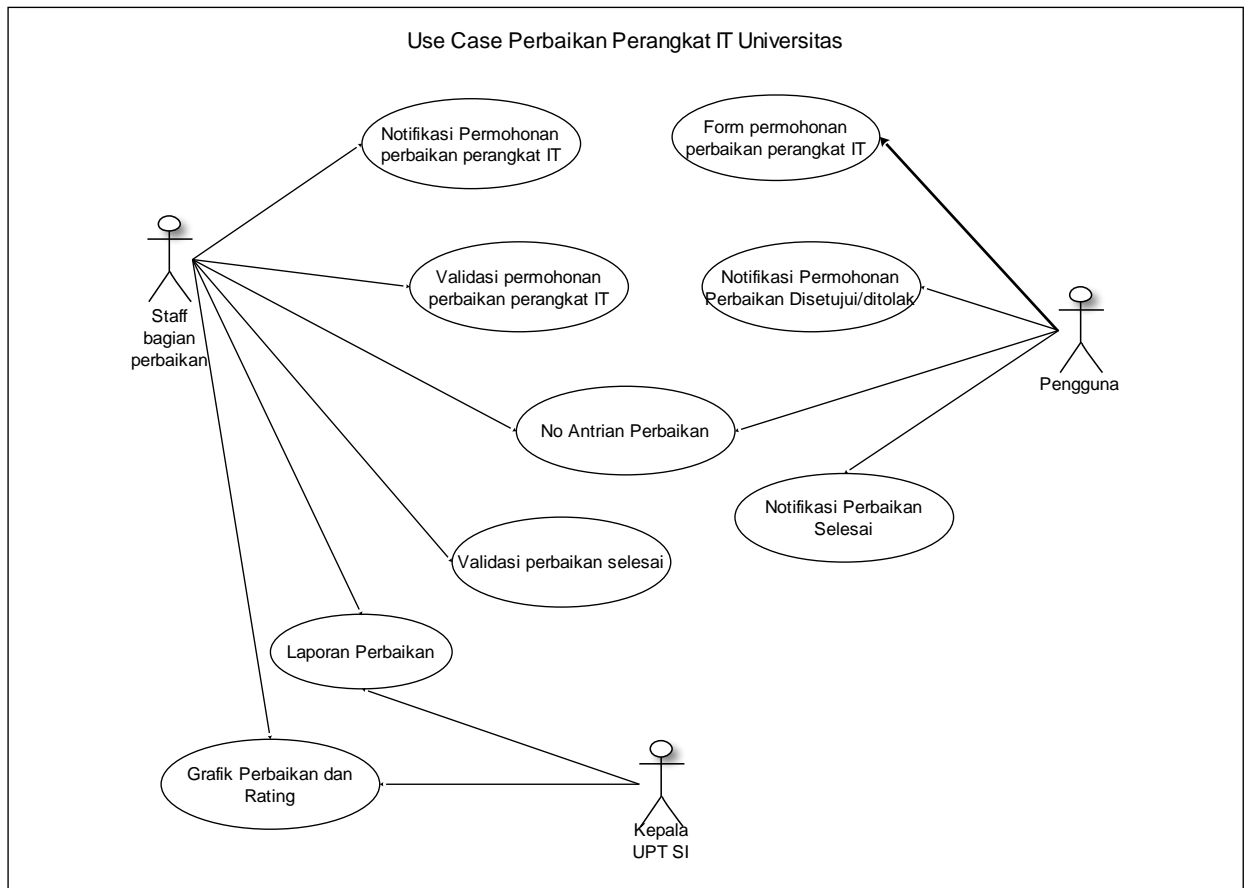 Use Case Perbaikan Perangkat IT Universitas
Notifikasi Permohonan
perbaikan perangkat IT
Form permohonan
perbaikan perangkat IT
Staff
bagian
perbaikan
Validasi permohonan
perbaikan perangkat IT
Notifikasi Permohonan
Perbaikan Disetujui/ditolak
Pengguna
No Antrian Perbaikan
Notifikasi Perbaikan
Selesai
Validasi perbaikan selesai
Laporan Perbaikan
Grafik Perbaikan dan
Rating
Kepala
UPT SI